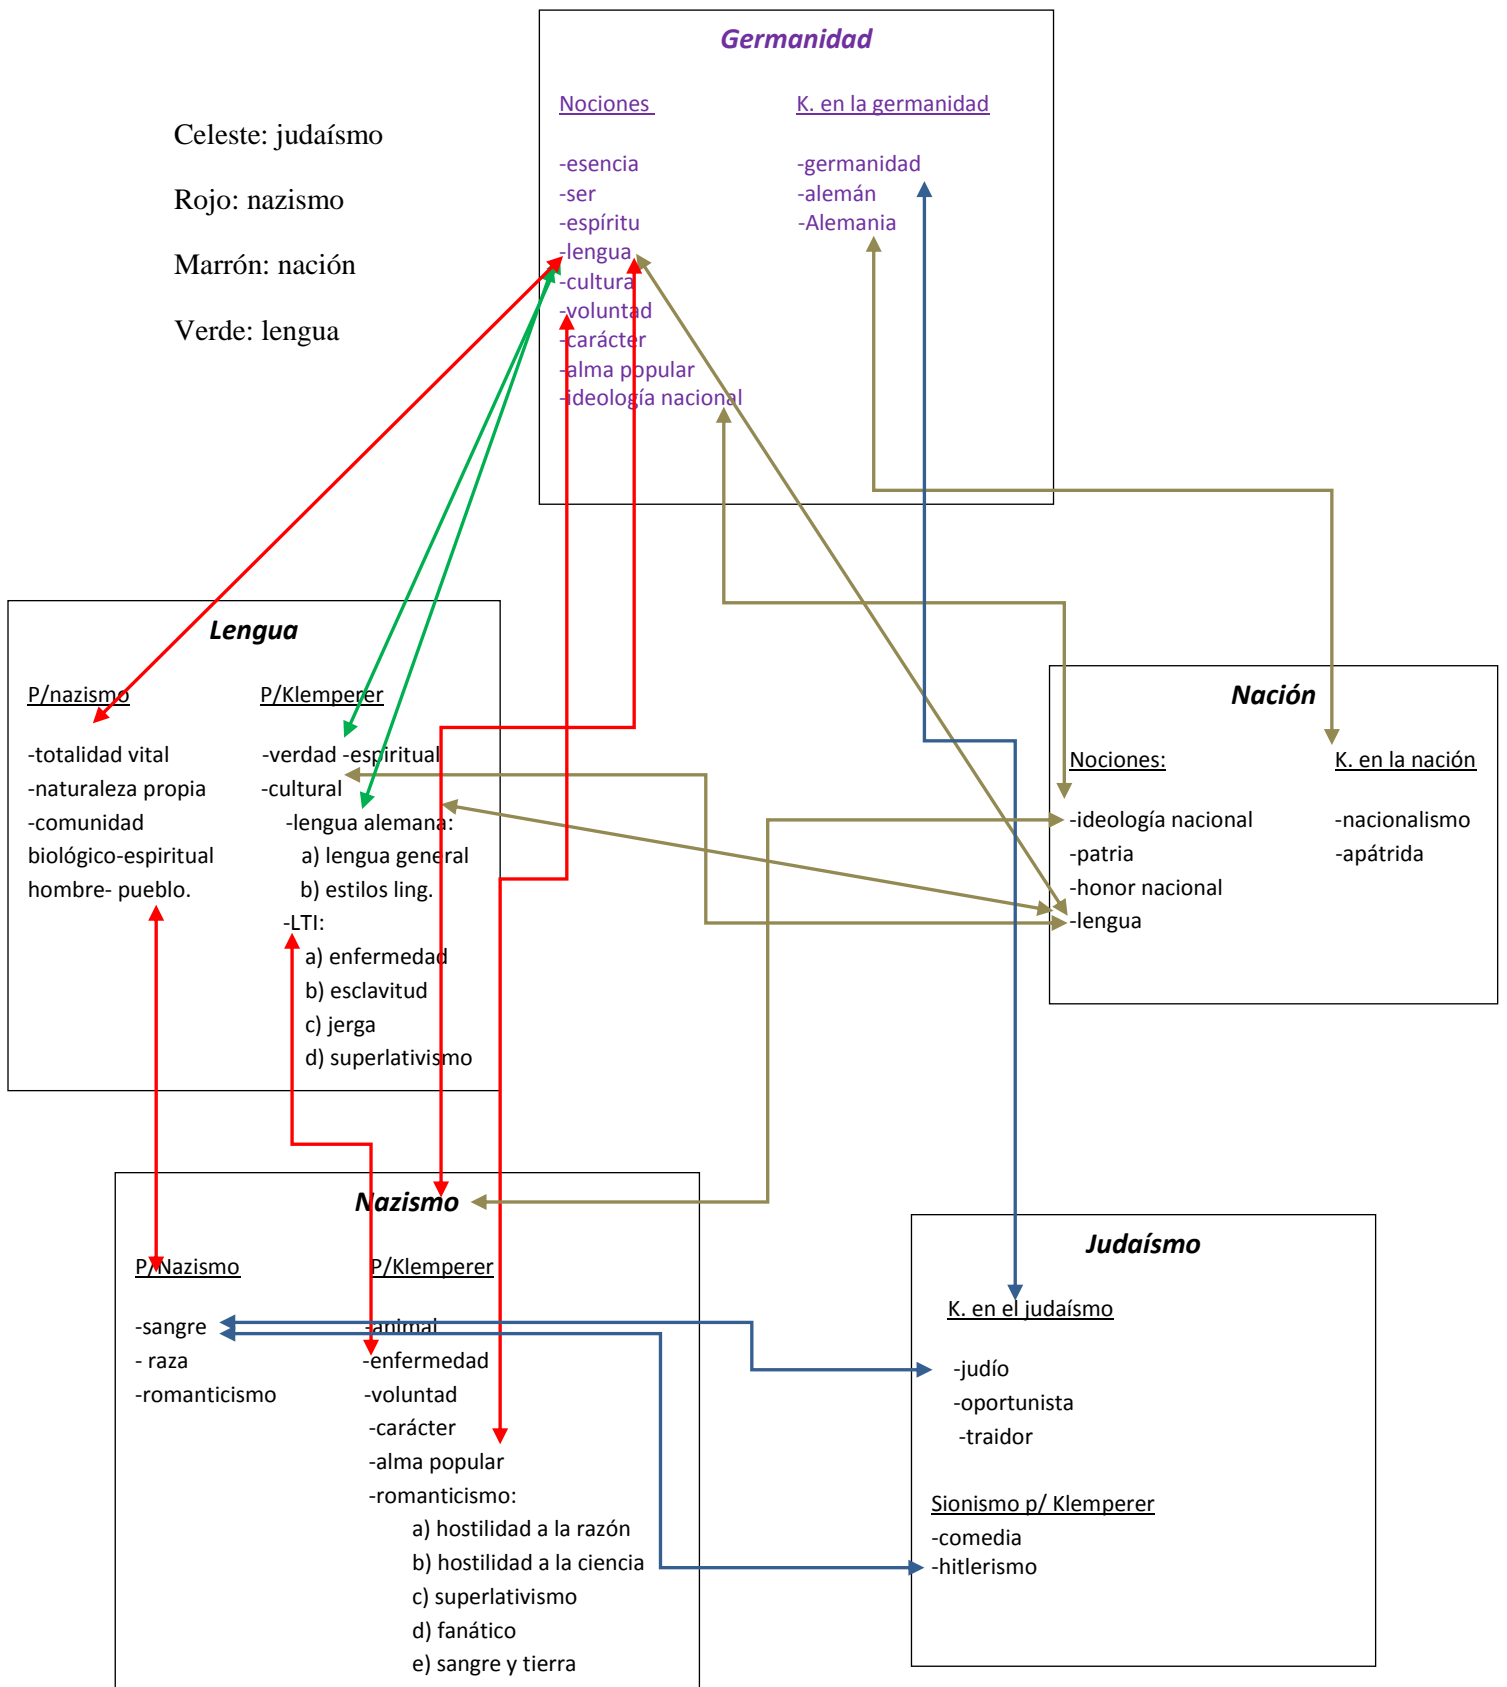 Germanidad
Nociones
K. en la germanidad
-esencia
-ser
-espíritu
-lengua
-cultura
-voluntad
-carácter
-alma popular
-ideología nacional
-germanidad
-alemán
-Alemania
Celeste: judaísmo
Rojo: nazismo
Marrón: nación
Verde: lengua
Lengua
P/nazismo
-totalidad vital
-naturaleza propia
-comunidad
biológico-espiritual
hombre- pueblo.
P/Klemperer
-verdad -espiritual
-cultural
-lengua alemana:
a) lengua general
b) estilos ling.
-LTI:
a) enfermedad
b) esclavitud
c) jerga
d) superlativismo
Nación
Nociones:
-ideología nacional
-patria
-honor nacional
-lengua
K. en la nación
-nacionalismo
-apátrida
Nazismo
P/Nazismo
-sangre
- raza
-romanticismo
P/Klemperer
-animal
-enfermedad
-voluntad
-carácter
-alma popular
-romanticismo:
a) hostilidad a la razón
b) hostilidad a la ciencia
c) superlativismo
d) fanático
e) sangre y tierra
Judaísmo
K. en el judaísmo
-judío
-oportunista
-traidor
Sionismo p/ Klemperer
-comedia
-hitlerismo